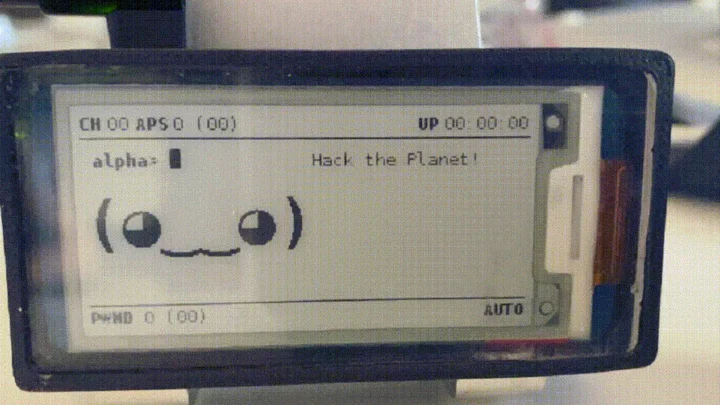 CH 00 APS 0 (00) UP 00:00:00
alpha> Hack the Planet!
PWND 0 (00) AUTO